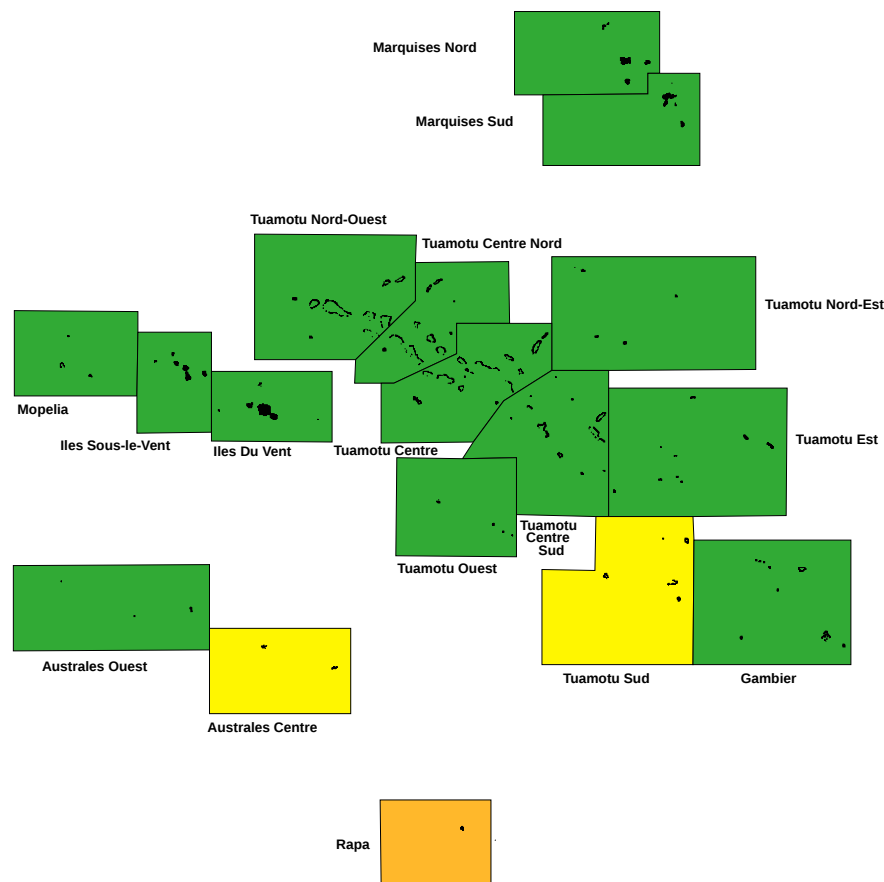 Marquises Nord
Marquises Sud
Tuamotu Nord-Ouest
Tuamotu Centre Nord
Tuamotu Nord-Est
Mopelia
Iles Sous-le-Vent
Iles Du Vent
Tuamotu Centre
Tuamotu Est
Tuamotu
Centre
Sud
Tuamotu Ouest
Australes Ouest
Tuamotu Sud
Gambier
Australes Centre
Rapa